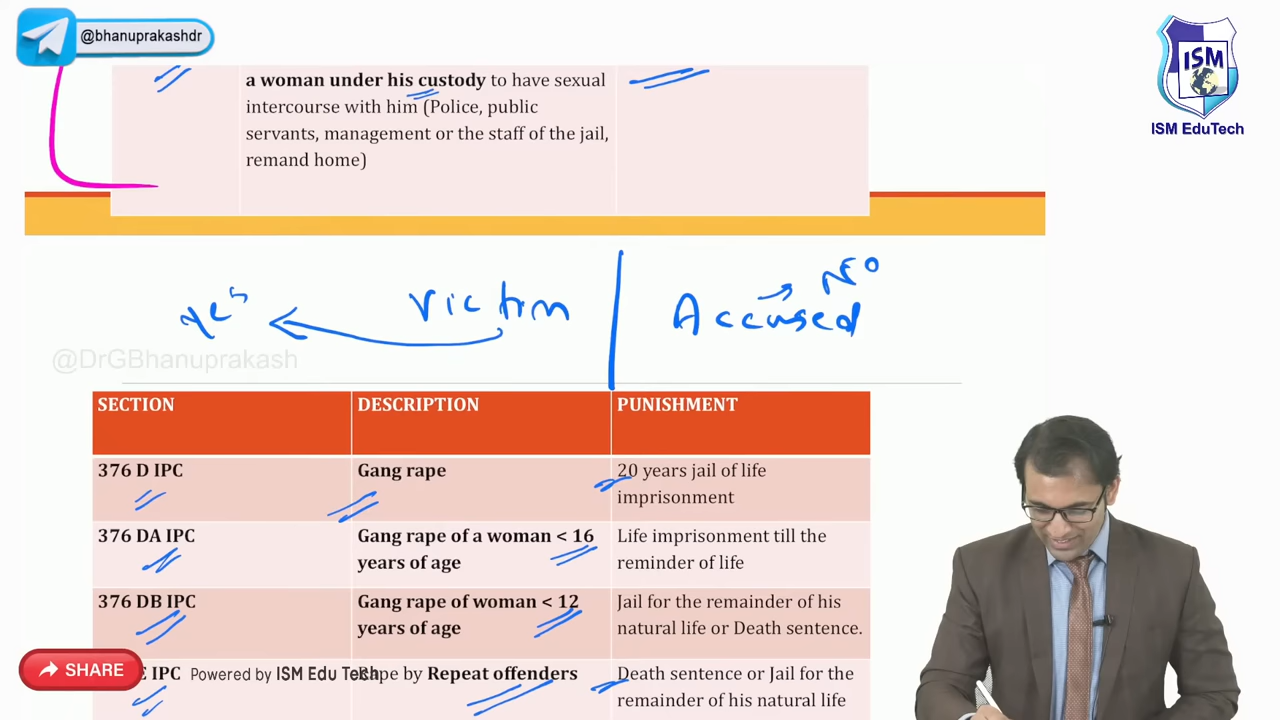 @bhanuprakashdr
ISM
ISM EduTech
a woman under his custody to have sexual
intercourse with him (Police, public
servants, management or the staff of the jail,
remand home)
Yes
Victim
Accused
No
@DrGBhanuprakash
SECTION DESCRIPTION PUNISHMENT
376 D IPC Gang rape 20 years jail of life
imprisonment
376 DA IPC Gang rape of a woman < 16 Life imprisonment till the
years of age reminder of life
376 DB IPC Gang rape of woman < 12 Jail for the remainder of his
years of age natural life or Death sentence.
SHARE
Powered by ISM Edu Tech
E IPC Rape by Repeat offenders Death sentence or Jail for the
remainder of his natural life